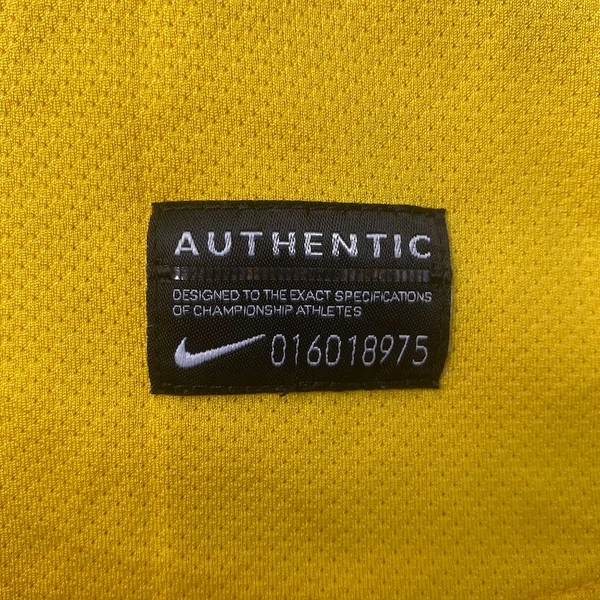 AUTHENTIC
DESIGNED TO THE EXACT SPECIFICATIONS
OF CHAMPIONSHIP ATHLETES
016018975